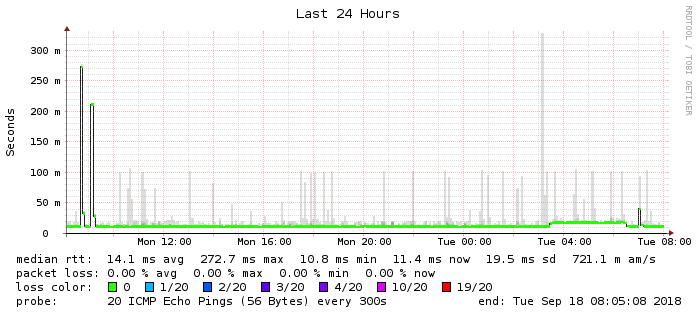 Last 24 Hours
RRDTOOL / TOBI OETIKER
Seconds
300 m
250 m
200 m
150 m
100 m
50 m
0
Mon 12:00 Mon 16:00 Mon 20:00 Tue 00:00 Tue 04:00 Tue 08:00
median rtt: 14.1 ms avg 272.7 ms max 10.8 ms min 11.4 ms now 19.5 ms sd 721.1 m am/s
packet loss: 0.00 % avg 0.00 % max 0.00 % min 0.00 % now
loss color: 0 1/20 2/20 3/20 4/20 10/20 19/20
probe: 20 ICMP Echo Pings (56 Bytes) every 300s end: Tue Sep 18 08:05:08 2018